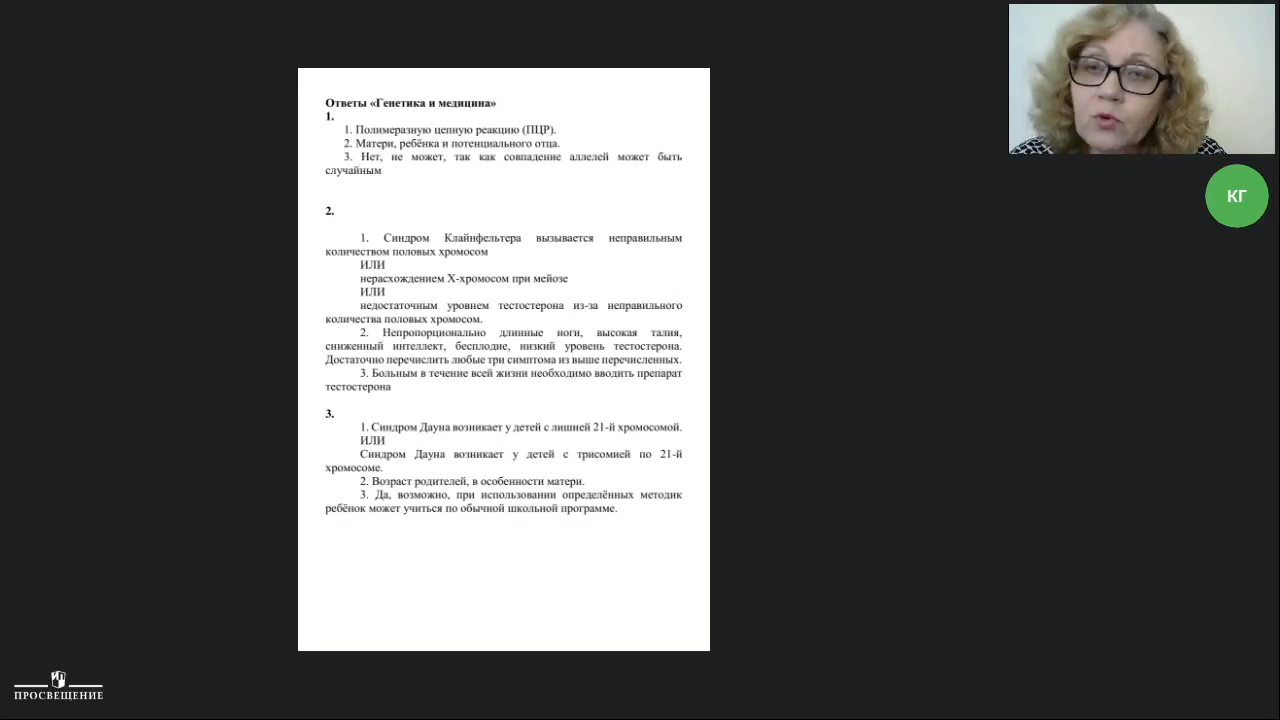 Ответы «Генетика и медицина»
1.
1. Полимеразную цепную реакцию (ПЦР).
2. Матери, ребёнка и потенциального отца.
3. Нет, не может, так как совпадение аллелей может быть
случайным
2.
1. Синдром Клайнфельтера вызывается неправильным
количеством половых хромосом
ИЛИ
нерасхождением Х-хромосом при мейозе
ИЛИ
недостаточным уровнем тестостерона из-за неправильного
количества половых хромосом.
2. Непропорционально длинные ноги, высокая талия,
сниженный интеллект, бесплодие, низкий уровень тестостерона.
Достаточно перечислить любые три симптома из выше перечисленных.
3. Больным в течение всей жизни необходимо вводить препарат
тестостерона
3.
1. Синдром Дауна возникает у детей с лишней 21-й хромосомой.
ИЛИ
Синдром Дауна возникает у детей с трисомией по 21-й
хромосоме.
2. Возраст родителей, в особенности матери.
3. Да, возможно, при использовании определённых методик
ребёнок может учиться по обычной школьной программе.
КГ
ПРОСВЕЩЕНИЕ